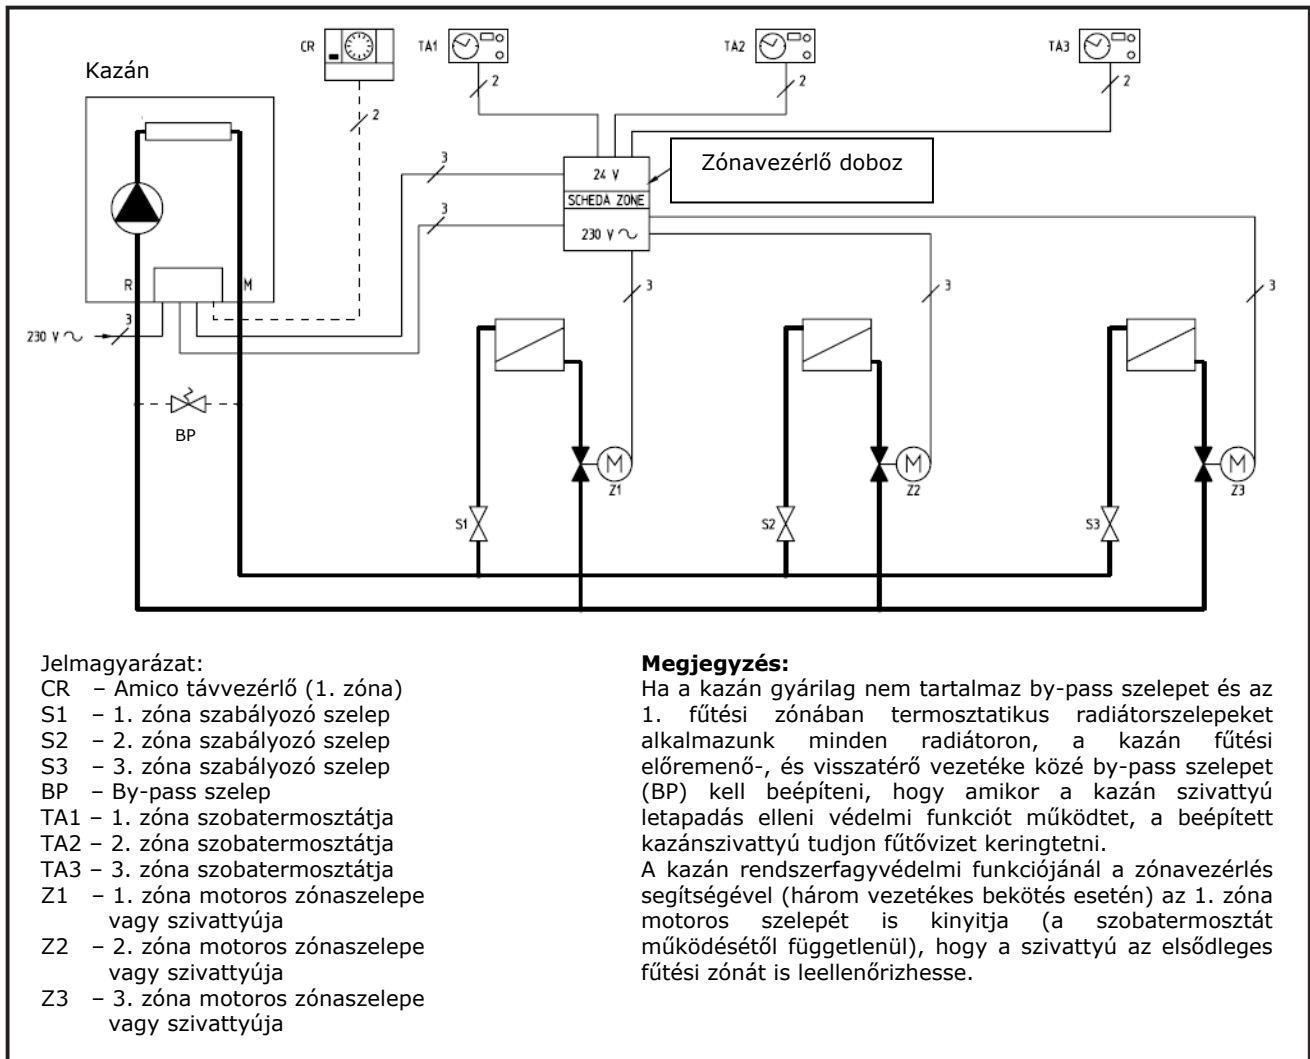 CR
TA1
TA2
TA3
Kazán
2
2
2
2
3
24 V
SCHEDA ZONE
230 V
Zónavezérlő doboz
3
R
M
3
230 V
3
3
3
BP
M
Z1
M
Z2
M
Z3
S1
S2
S3
Jelmagyarázat:
CR – Amico távvezérlő (1. zóna)
S1 – 1. zóna szabályozó szelep
S2 – 2. zóna szabályozó szelep
S3 – 3. zóna szabályozó szelep
BP – By-pass szelep
TA1 – 1. zóna szobatermosztátja
TA2 – 2. zóna szobatermosztátja
TA3 – 3. zóna szobatermosztátja
Z1 – 1. zóna motoros zónaszelepe
vagy szivattyúja
Z2 – 2. zóna motoros zónaszelepe
vagy szivattyúja
Z3 – 3. zóna motoros zónaszelepe
vagy szivattyúja
Megjegyzés:
Ha a kazán gyárilag nem tartalmaz by-pass szelepet és az
1. fűtési zónában termosztatikus radiátorszelepeket
alkalmazunk minden radiátoron, a kazán fűtési
előremenő-, és visszatérő vezetéke közé by-pass szelepet
(BP) kell beépíteni, hogy amikor a kazán szivattyú
letapadás elleni védelmi funkciót működtet, a beépített
kazánszivattyú tudjon fűtővizet keringtetni.
A kazán rendszerfagyvédelmi funkciójánál a zónavezérlés
segítségével (három vezetékes bekötés esetén) az 1. zóna
motoros szelepét is kinyitja (a szobatermosztát
működésétől függetlenül), hogy a szivattyú az elsődleges
fűtési zónát is leellenőrizhesse.